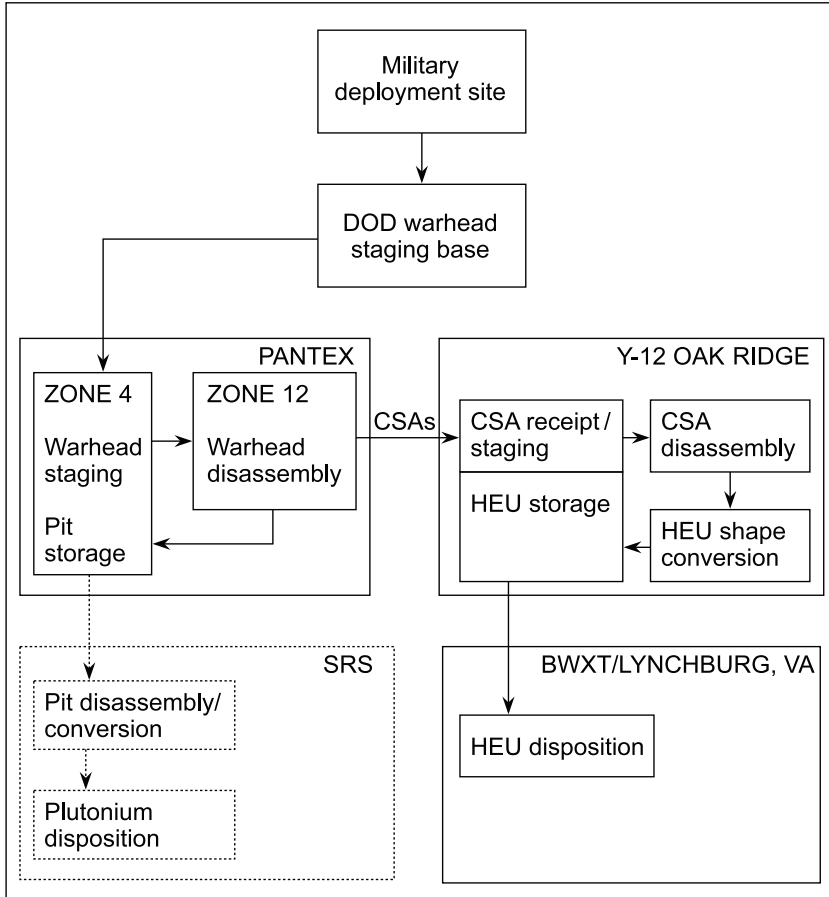 Military
deployment site
DOD warhead
staging base
PANTEX
ZONE 4
Warhead
staging
Pit
storage
ZONE 12
Warhead
disassembly
CSAs
Y-12 OAK RIDGE
CSA receipt /
staging
CSA
disassembly
HEU storage
HEU shape
conversion
SRS
Pit disassembly/
conversion
Plutonium
disposition
BWXT/LYNCHBURG, VA
HEU disposition